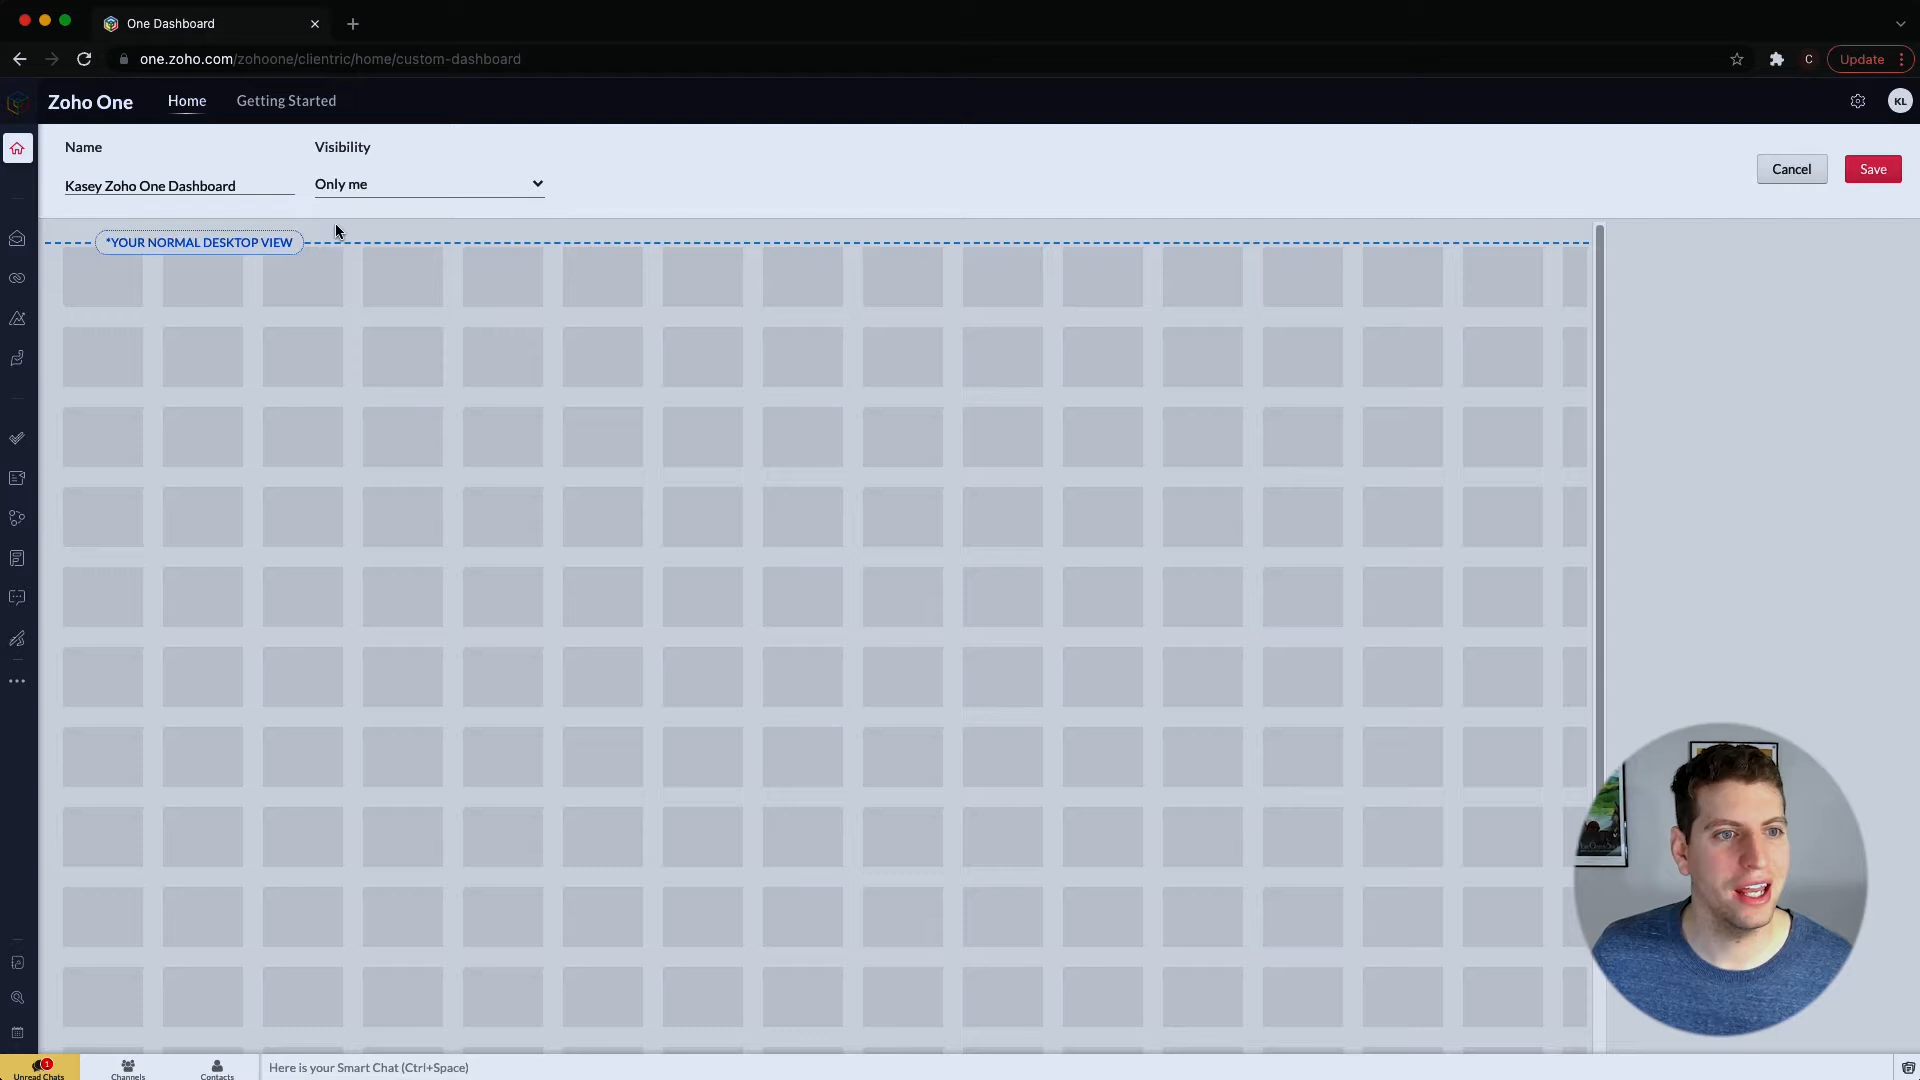 One Dashboard
one.zoho.com/zohoone/clientric/home/custom-dashboard
C
Update
Zoho One
Home
Getting Started
KL
Name
Visibility
Kasey Zoho One Dashboard
Only me
Cancel
Save
*YOUR NORMAL DESKTOP VIEW
1
Unread Chats
Channels
Contacts
Here is your Smart Chat (Ctrl+Space)